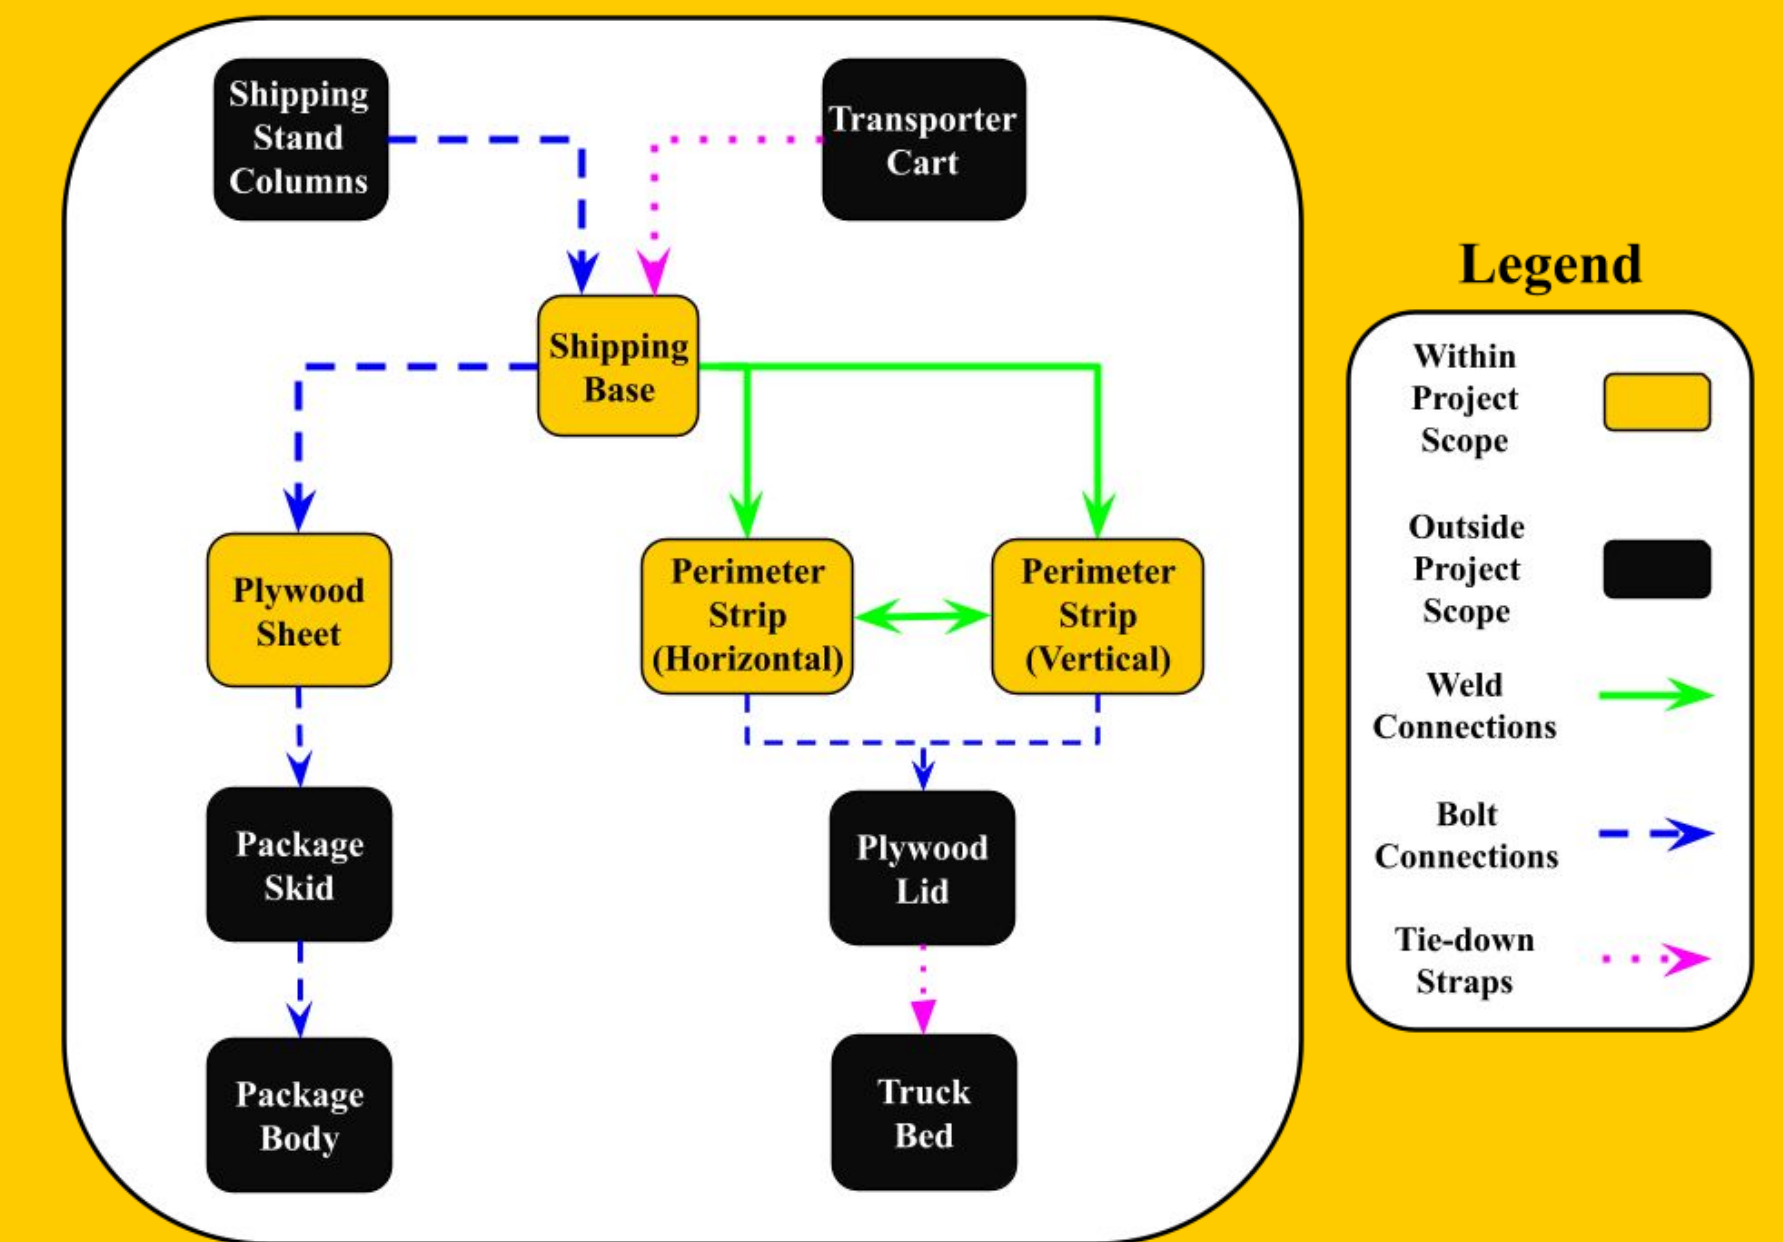 Shipping
Stand
Columns
Transporter
Cart
Shipping
Base
Plywood
Sheet
Perimeter
Strip
(Horizontal)
Perimeter
Strip
(Vertical)
Package
Skid
Plywood
Lid
Package
Body
Truck
Bed
Legend
Within
Project
Scope
Outside
Project
Scope
Weld
Connections
Bolt
Connections
Tie-down
Straps